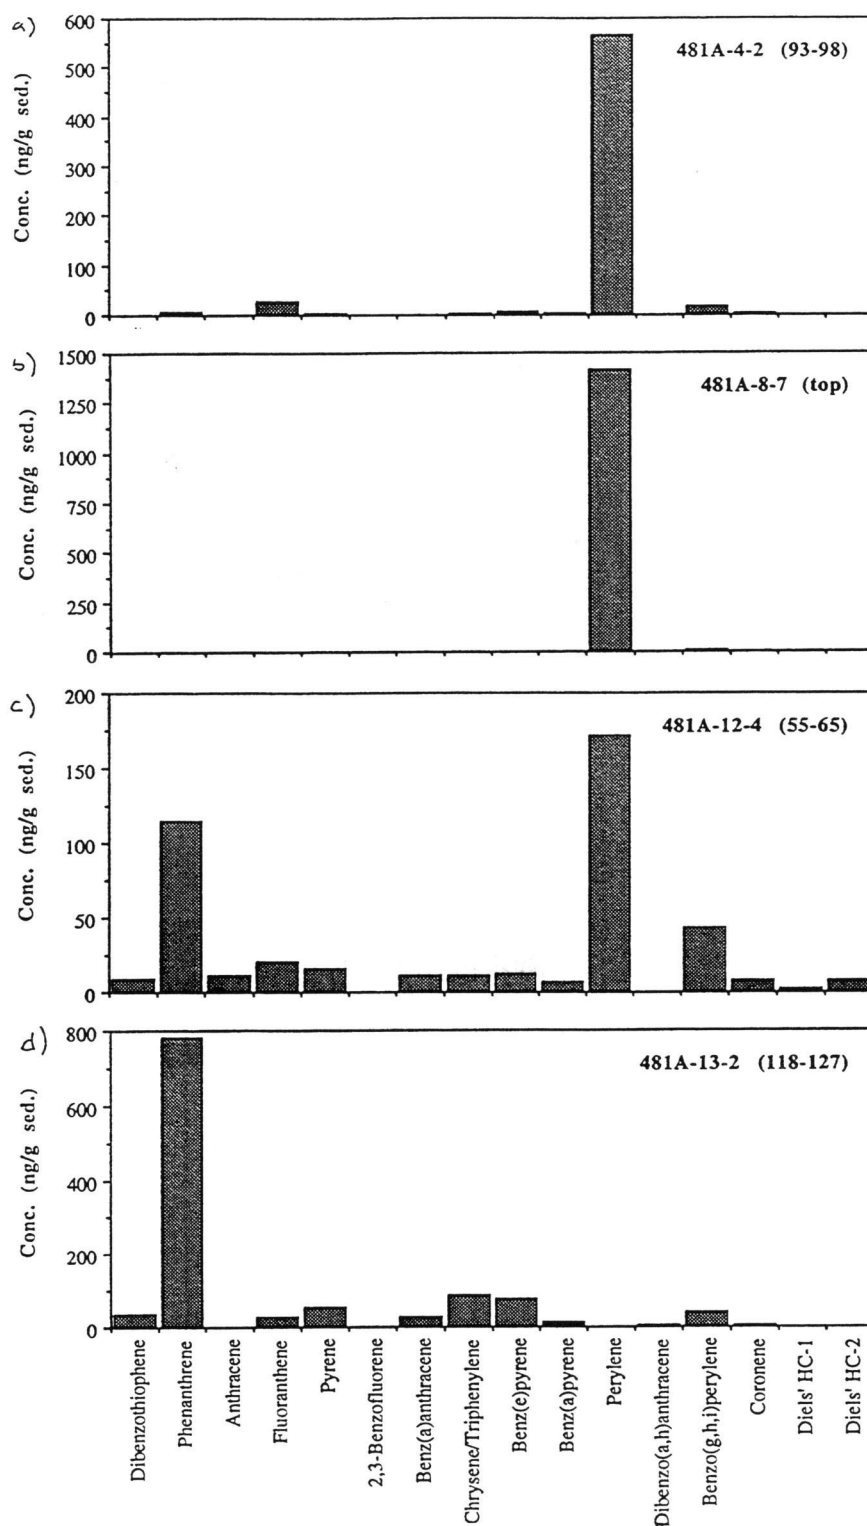 a)
600
500
400
300
200
100
0
Conc. (ng/g sed.)
481A-4-2 (93-98)
b)
1500
1250
1000
750
500
250
0
Conc. (ng/g sed.)
481A-8-7 (top)
c)
200
150
100
50
0
Conc. (ng/g sed.)
481A-12-4 (55-65)
d)
800
600
400
200
0
Conc. (ng/g sed.)
481A-13-2 (118-127)
Dibenzothiophene
Phenanthrene
Anthracene
Fluoranthene
Pyrene
2,3-Benzofluorene
Benz(a)anthracene
Chrysene/Triphenylene
Benz(e)pyrene
Benz(a)pyrene
Perylene
Dibenzo(a,h)anthracene
Benzo(g,h,i)perylene
Coronene
Diels' HC-1
Diels' HC-2